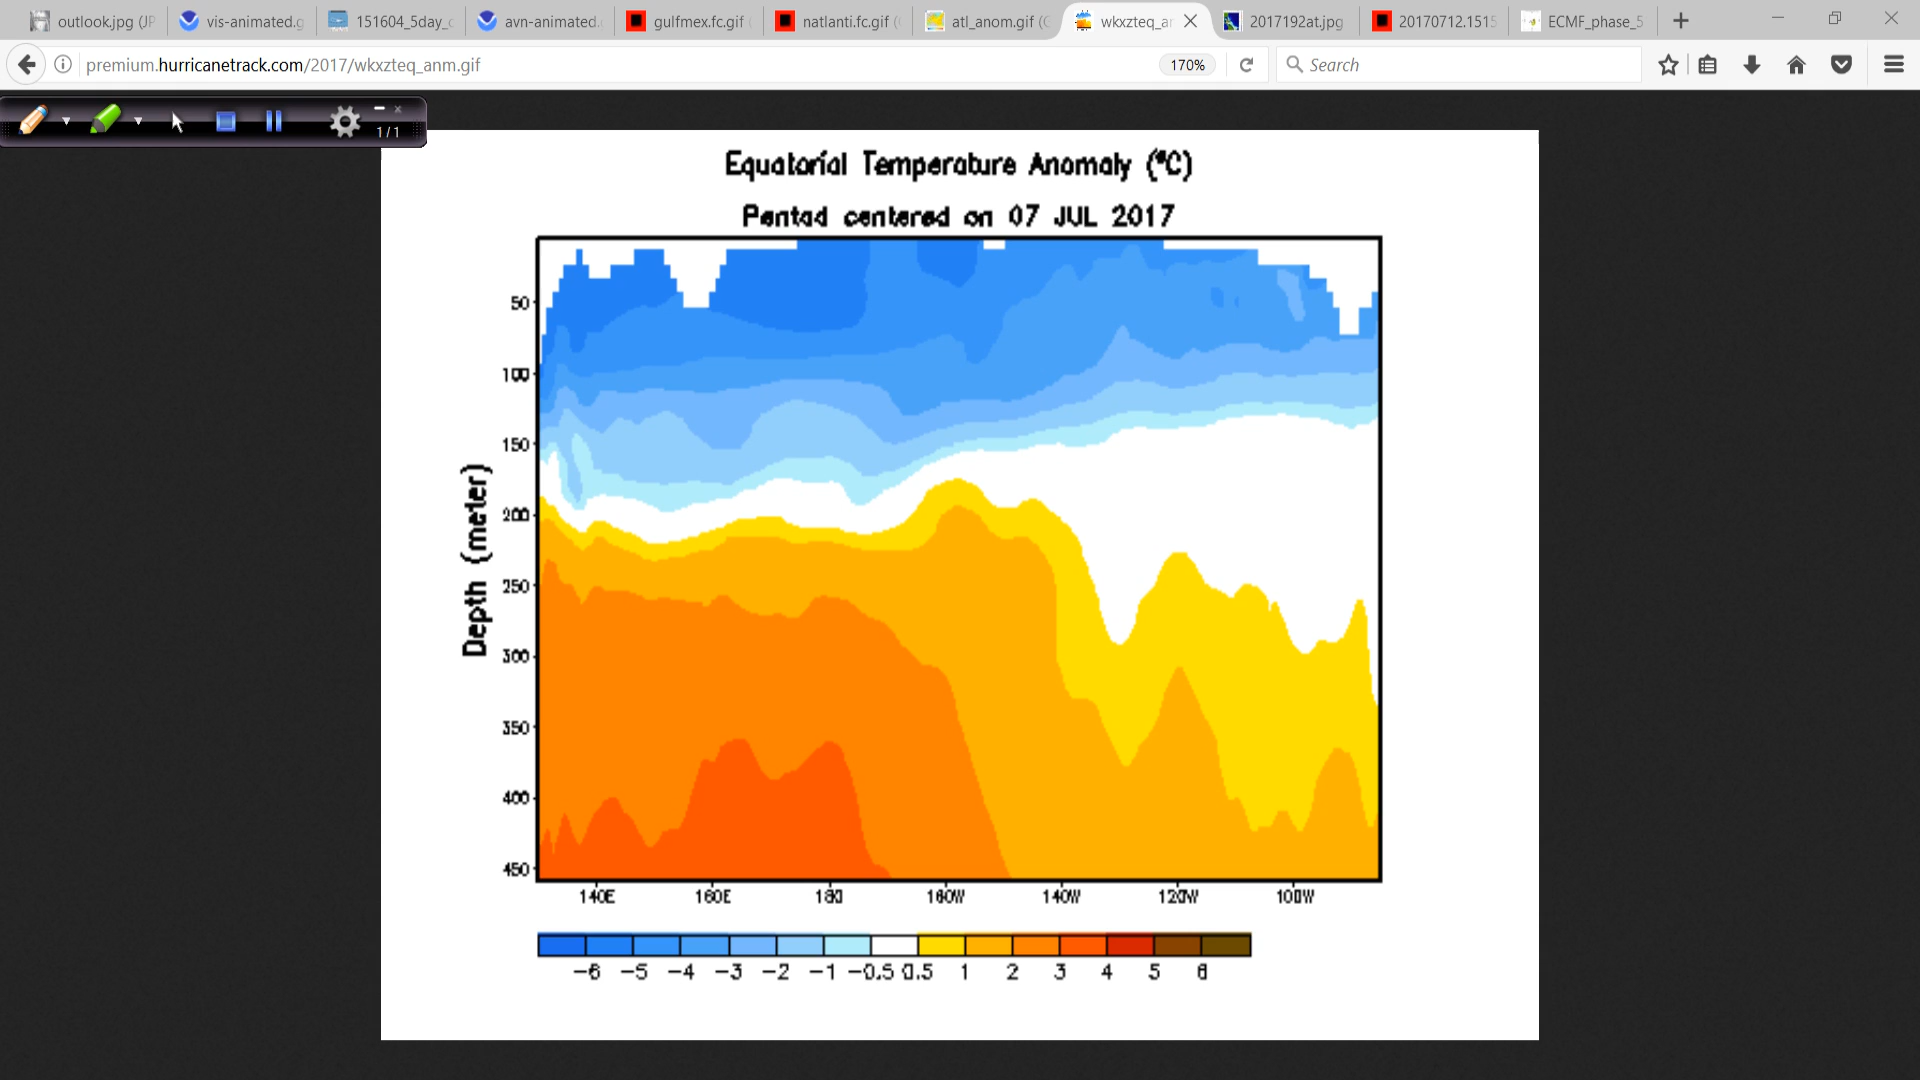 outlook.jpg (JP
vis-animated.g
151604_5day_c
avn-animated.
gulfmex.fc.gif (
natlanti.fc.gif (
atl_anom.gif (
wkxzteq_an
2017192at.jpg
20170712.1515
ECMF_phase_5
premium.hurricanetrack.com/2017/wkxzteq_anm.gif
170%
Search
1/1
Equatorial Temperature Anomaly (°C)
Pentad centered on 07 JUL 2017
Depth (meter)
50
100
150
200
250
300
350
400
450
140E 160E 180 160W 140W 120W 100W
-6 -5 -4 -3 -2 -1 -0.5 0.5 1 2 3 4 5 6